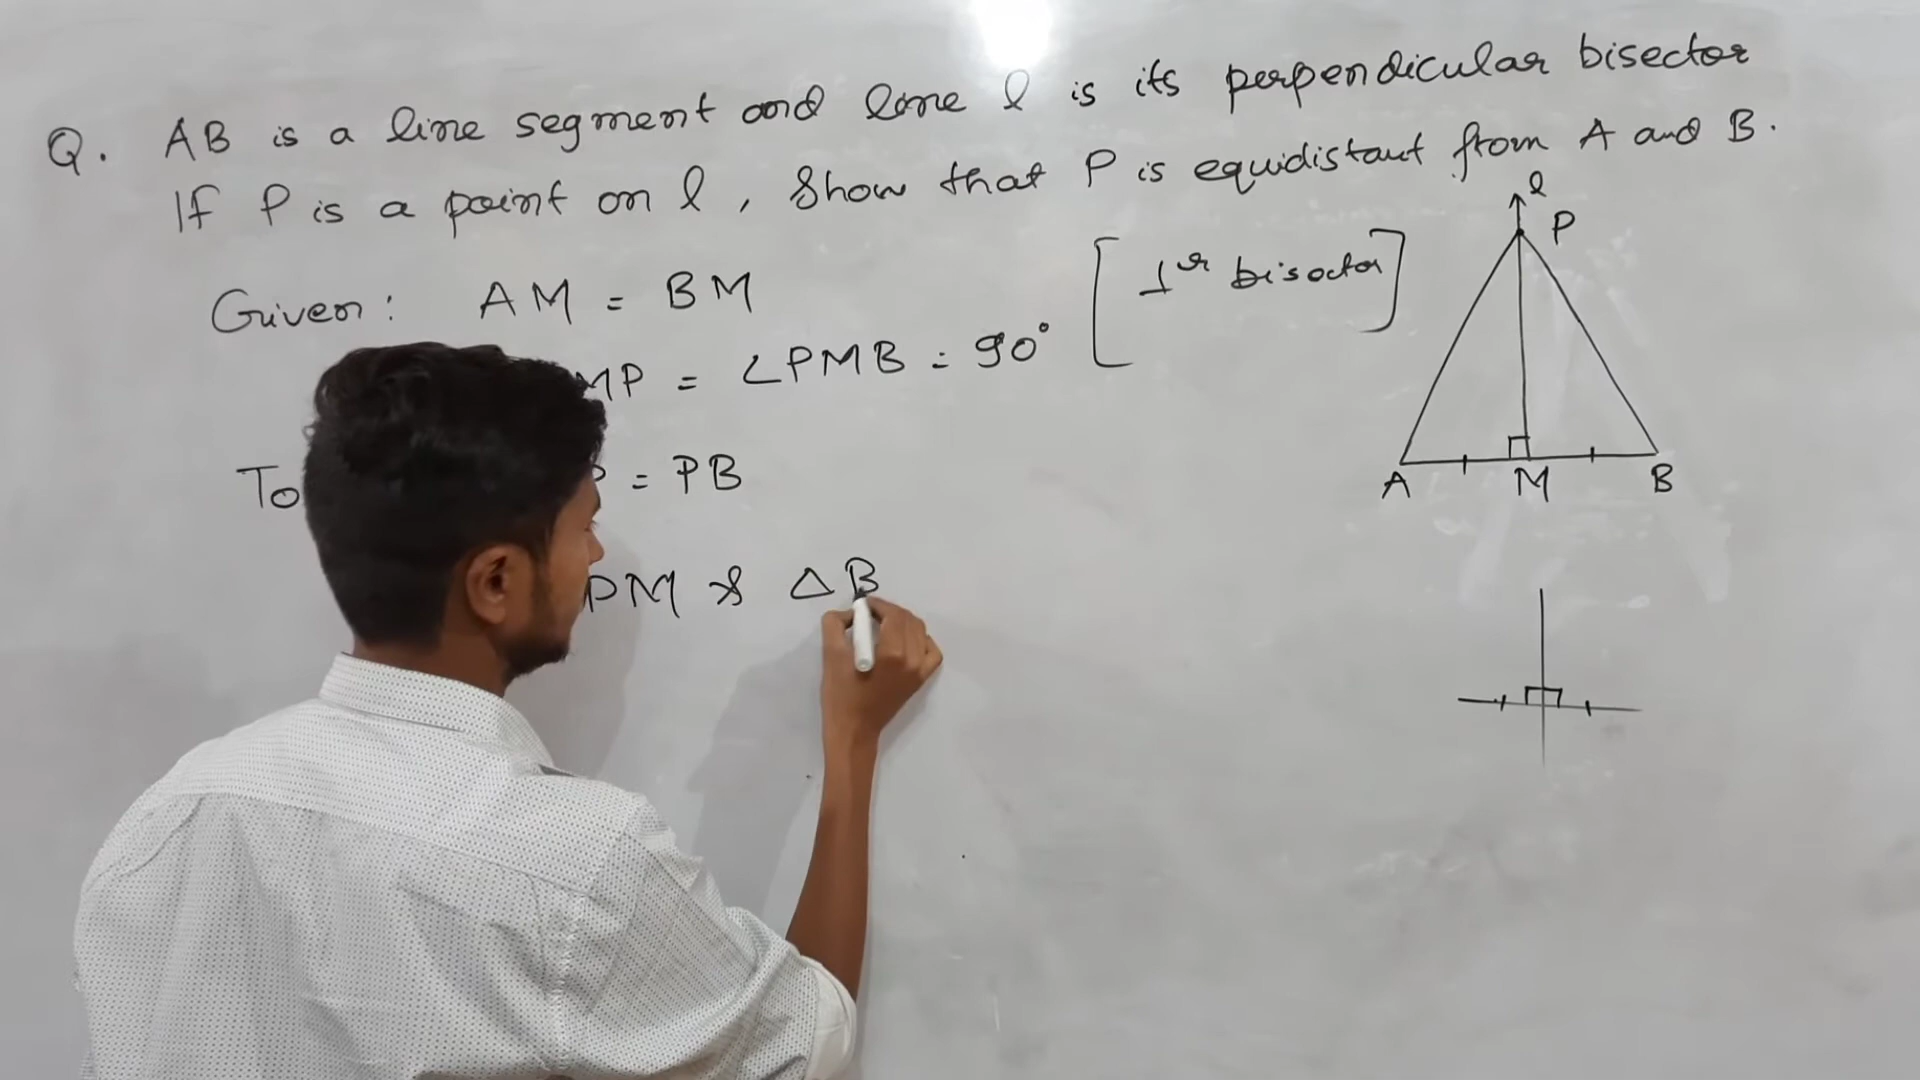 Q. AB is a line segment and line l is its perpendicular bisector
If P is a point on l, show that P is equidistant from A and B.
Given: AM = BM
MP = ∠PMB = 90°
[⊥ʳ bisector]
To = PB
PM & △B
l
P
A M B